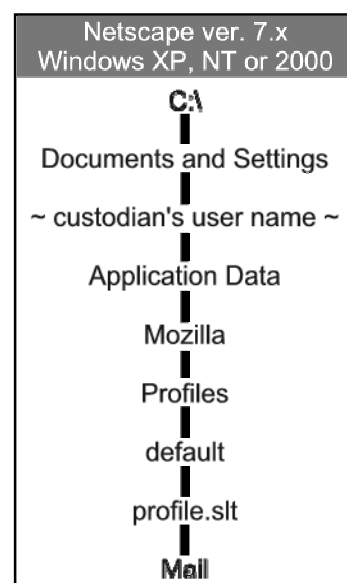 Netscape ver. 7.x
Windows XP, NT or 2000
C:\
Documents and Settings
~ custodian's user name ~
Application Data
Mozilla
Profiles
default
profile.slt
Mail